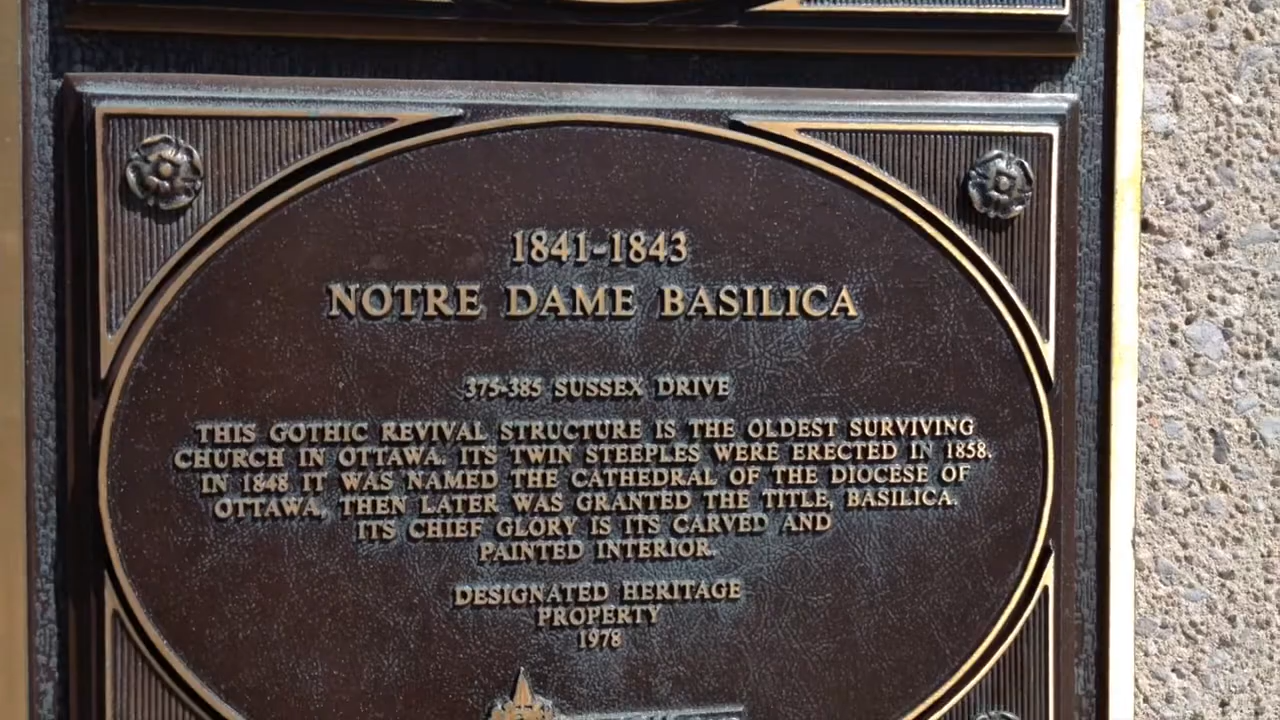 1841-1843
NOTRE DAME BASILICA
375-385 SUSSEX DRIVE
THIS GOTHIC REVIVAL STRUCTURE IS THE OLDEST SURVIVING
CHURCH IN OTTAWA. ITS TWIN STEEPLES WERE ERECTED IN 1858.
IN 1848 IT WAS NAMED THE CATHEDRAL OF THE DIOCESE OF
OTTAWA, THEN LATER WAS GRANTED THE TITLE, BASILICA.
ITS CHIEF GLORY IS ITS CARVED AND
PAINTED INTERIOR.
DESIGNATED HERITAGE
PROPERTY
1978